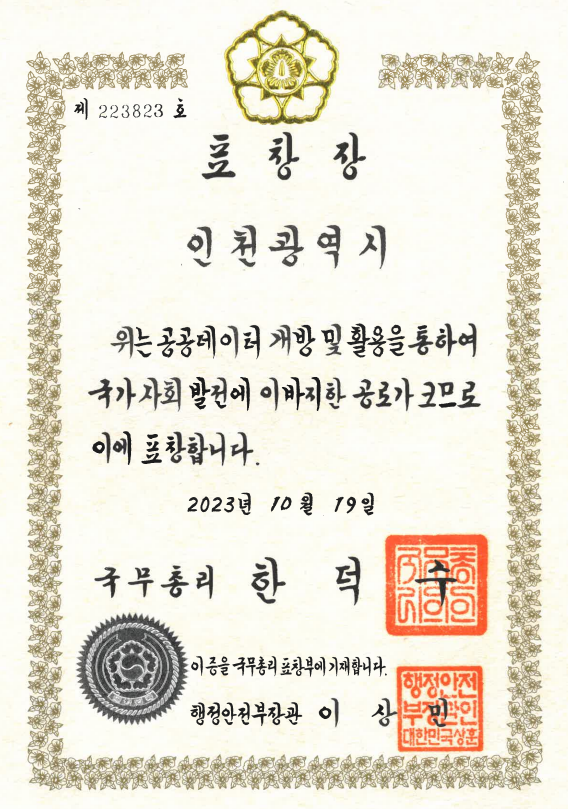 제 223823 호
표창장
인천광역시
위는 공공데이터 개방 및 활용을 통하여
국가 사회 발전에 이바지한 공로가 크므로
이에 표창합니다.
2023년 10월 19일
국무총리 한덕수
이 증을 국무총리 표창부에 기재합니다.
행정안전부장관 이상민
행정안전
부장관인
대한민국상훈